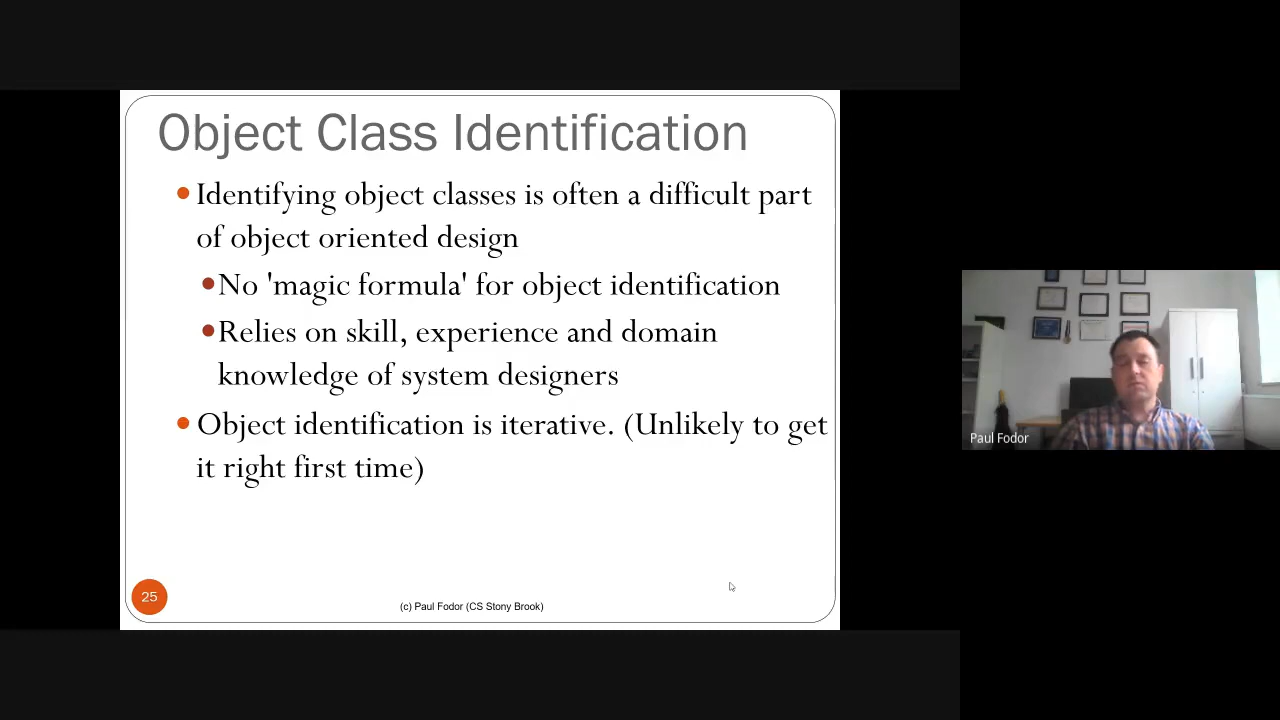 Object Class Identification
Identifying object classes is often a difficult part
of object oriented design
No 'magic formula' for object identification
Relies on skill, experience and domain
knowledge of system designers
Object identification is iterative. (Unlikely to get
it right first time)
25
(c) Paul Fodor (CS Stony Brook)
Paul Fodor